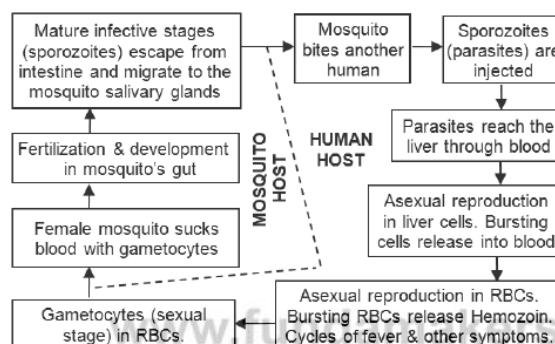 Mature infective stages
(sporozoites) escape from
intestine and migrate to the
mosquito salivary glands
Mosquito
bites another
human
Sporozoites
(parasites) are
injected
Parasites reach the
liver through blood
Asexual reproduction
in liver cells. Bursting
cells release into blood
Asexual reproduction in RBCs.
Bursting RBCs release Hemozoin.
Cycles of fever & other symptoms.
Gametocytes (sexual
stage) in RBCs.
Female mosquito sucks
blood with gametocytes
Fertilization & development
in mosquito's gut
MOSQUITO
HOST
HUMAN
HOST